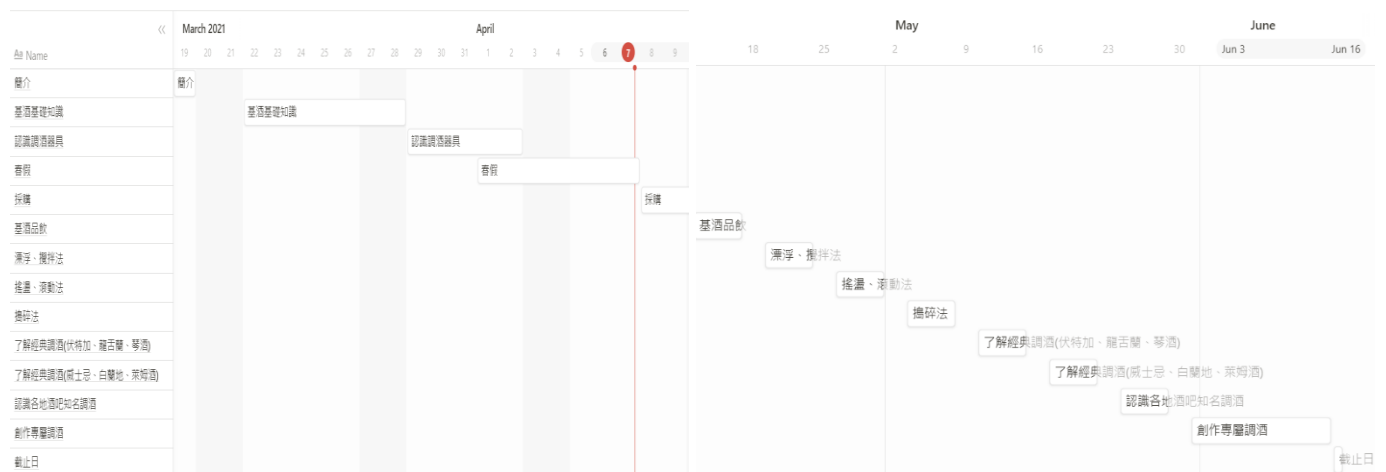 March 2021 April May June
Aa Name 19 20 21 22 23 24 25 26 27 28 29 30 31 1 2 3 4 5 6 7 8 9 18 25 2 9 16 23 30 Jun 3 Jun 16
簡介 簡介
基酒基礎知識 基酒基礎知識
認識調酒器具 認識調酒器具
春假 春假
採購 採購
基酒品飲 基酒品飲
漂浮、攪拌法 漂浮、攪拌法
搖盪、滾動法 搖盪、滾動法
搗碎法 搗碎法
了解經典調酒(伏特加、龍舌蘭、琴酒) 了解經典調酒(伏特加、龍舌蘭、琴酒)
了解經典調酒(威士忌、白蘭地、萊姆酒) 了解經典調酒(威士忌、白蘭地、萊姆酒)
認識各地酒吧知名調酒 認識各地酒吧知名調酒
創作專屬調酒 創作專屬調酒
截止日 截止日